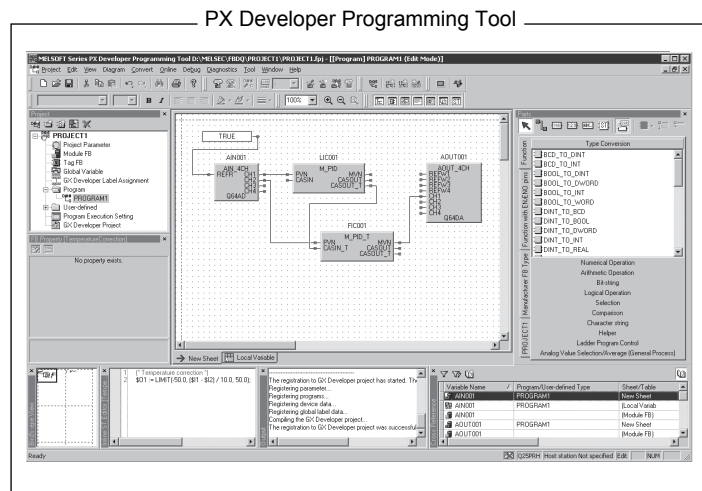 PX Developer Programming Tool
MELSOFT Series PX Developer Programming Tool D:\MELSEC\FBDQ\PROJECT1\PROJECT1.fpj - [[Program] PROGRAM1 (Edit Mode)]
Project Edit View Diagram Convert Online Debug Diagnostics Tool Window Help
B I
100%
Project
PROJECT1
Project Parameter
Module FB
Tag FB
Global Variable
GX Developer Label Assignment
Program
PROGRAM1
User-defined
Program Execution Setting
GX Developer Project
FB Property [TemperatureCorrection]
No property exists.
TRUE
AIN001
AIN_4CH
REFR
CH1
CH2
CH3
CH4
Q64AD
LIC001
M_PID
PVN
CASIN
MVN
CASOUT
CASOUT_T
FIC001
M_PID_T
PVN
CASIN_T
MVN
CASOUT
CASOUT_T
AOUT001
AOUT_4CH
REFW1
REFW2
REFW3
REFW4
CH1
CH2
CH3
CH4
Q64DA
New Sheet
Local Variable
Parts
Function
Function with EN(ENO pins)
Manufacturer FB Type
PROJECT1
Type Conversion
BCD_TO_DINT
BCD_TO_INT
BOOL_TO_DINT
BOOL_TO_DWORD
BOOL_TO_INT
BOOL_TO_WORD
DINT_TO_BCD
DINT_TO_BOOL
DINT_TO_DWORD
DINT_TO_INT
DINT_TO_REAL
Numerical Operation
Arithmetic Operation
Bit-string
Logical Operation
Selection
Comparison
Character string
Helper
Ladder Program Control
Analog Value Selection/Average (General Process)
1 (* Temperature correction *)
2 $O1 := LIMIT(-50.0, ($I1 - $I2) / 10.0, 50.0);
The registration to GX Developer project has started. The
Registering parameter...
Registering programs...
Registering device data...
Registering global label data...
Compiling the GX Developer project...
The registration to GX Developer project was successful
Variable Name / Program/User-defined Type Sheet/Table
AIN001 PROGRAM1 New Sheet
AIN001 PROGRAM1 (Local Variab
AIN001 (Module FB)
AOUT001 PROGRAM1 New Sheet
AOUT001 (Module FB)
Ready
Q25PRH Host station Not specified Edit NUM